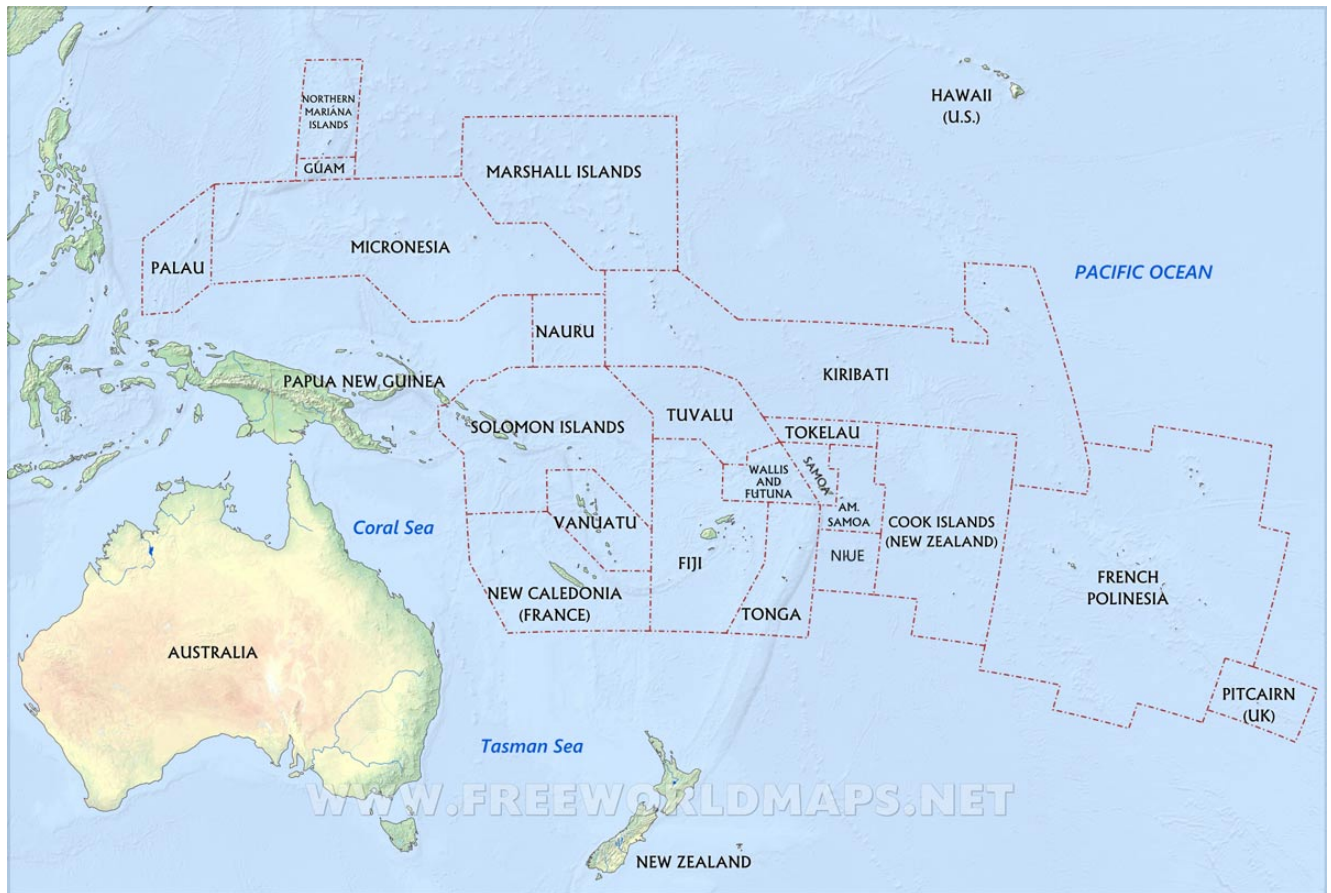 HAWAII
(U.S.)
NORTHERN
MARIANA
ISLANDS
GUAM
MARSHALL ISLANDS
MICRONESIA
PALAU
PACIFIC OCEAN
NAURU
KIRIBATI
PAPUA NEW GUINEA
TUVALU
SOLOMON ISLANDS
TOKELAU
SAMOA
WALLIS
AND
FUTUNA
AM.
SAMOA
VANUATU
Coral Sea
COOK ISLANDS
(NEW ZEALAND)
NIUE
FIJI
FRENCH
POLINESIA
NEW CALEDONIA
(FRANCE)
TONGA
AUSTRALIA
PITCAIRN
(UK)
Tasman Sea
WWW.FREEWORLDMAPS.NET
NEW ZEALAND